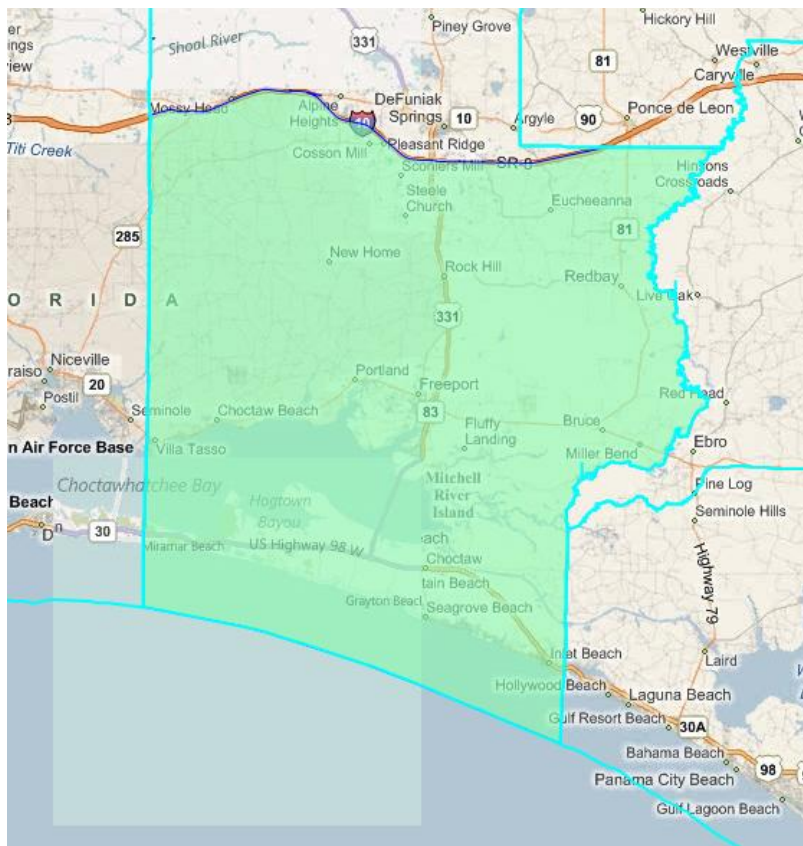 Piney Grove
Hickory Hill
Shoal River
331
81
Westville
Caryville
view
Mossy Head
Alpine
Heights
DeFuniak
Springs
10
Argyle
90
Ponce de Leon
Titi Creek
Cosson Mill
Pleasant Ridge
SR-8
Steele
Church
Eucheeanna
285
81
New Home
Rock Hill
Redbay
Live Oak
O R I D A
331
Niceville
raiso
20
Postil
Portland
Freeport
Red Head
Seminole
Choctaw Beach
83
Bruce
Fluffy
Landing
Villa Tasso
Miller Bend
Ebro
n Air Force Base
Choctawhatchee Bay
Mitchell
River
Island
Pine Log
Seminole Hills
Beach
Hogtown
Bayou
30
Miramar Beach
US Highway 98 W
each
Choctaw
tain Beach
Highway 79
Grayton Beach
Seagrove Beach
Inlet Beach
Laird
Hollywood Beach
Laguna Beach
Gulf Resort Beach
30A
Bahama Beach
98
Panama City Beach
Gulf Lagoon Beach